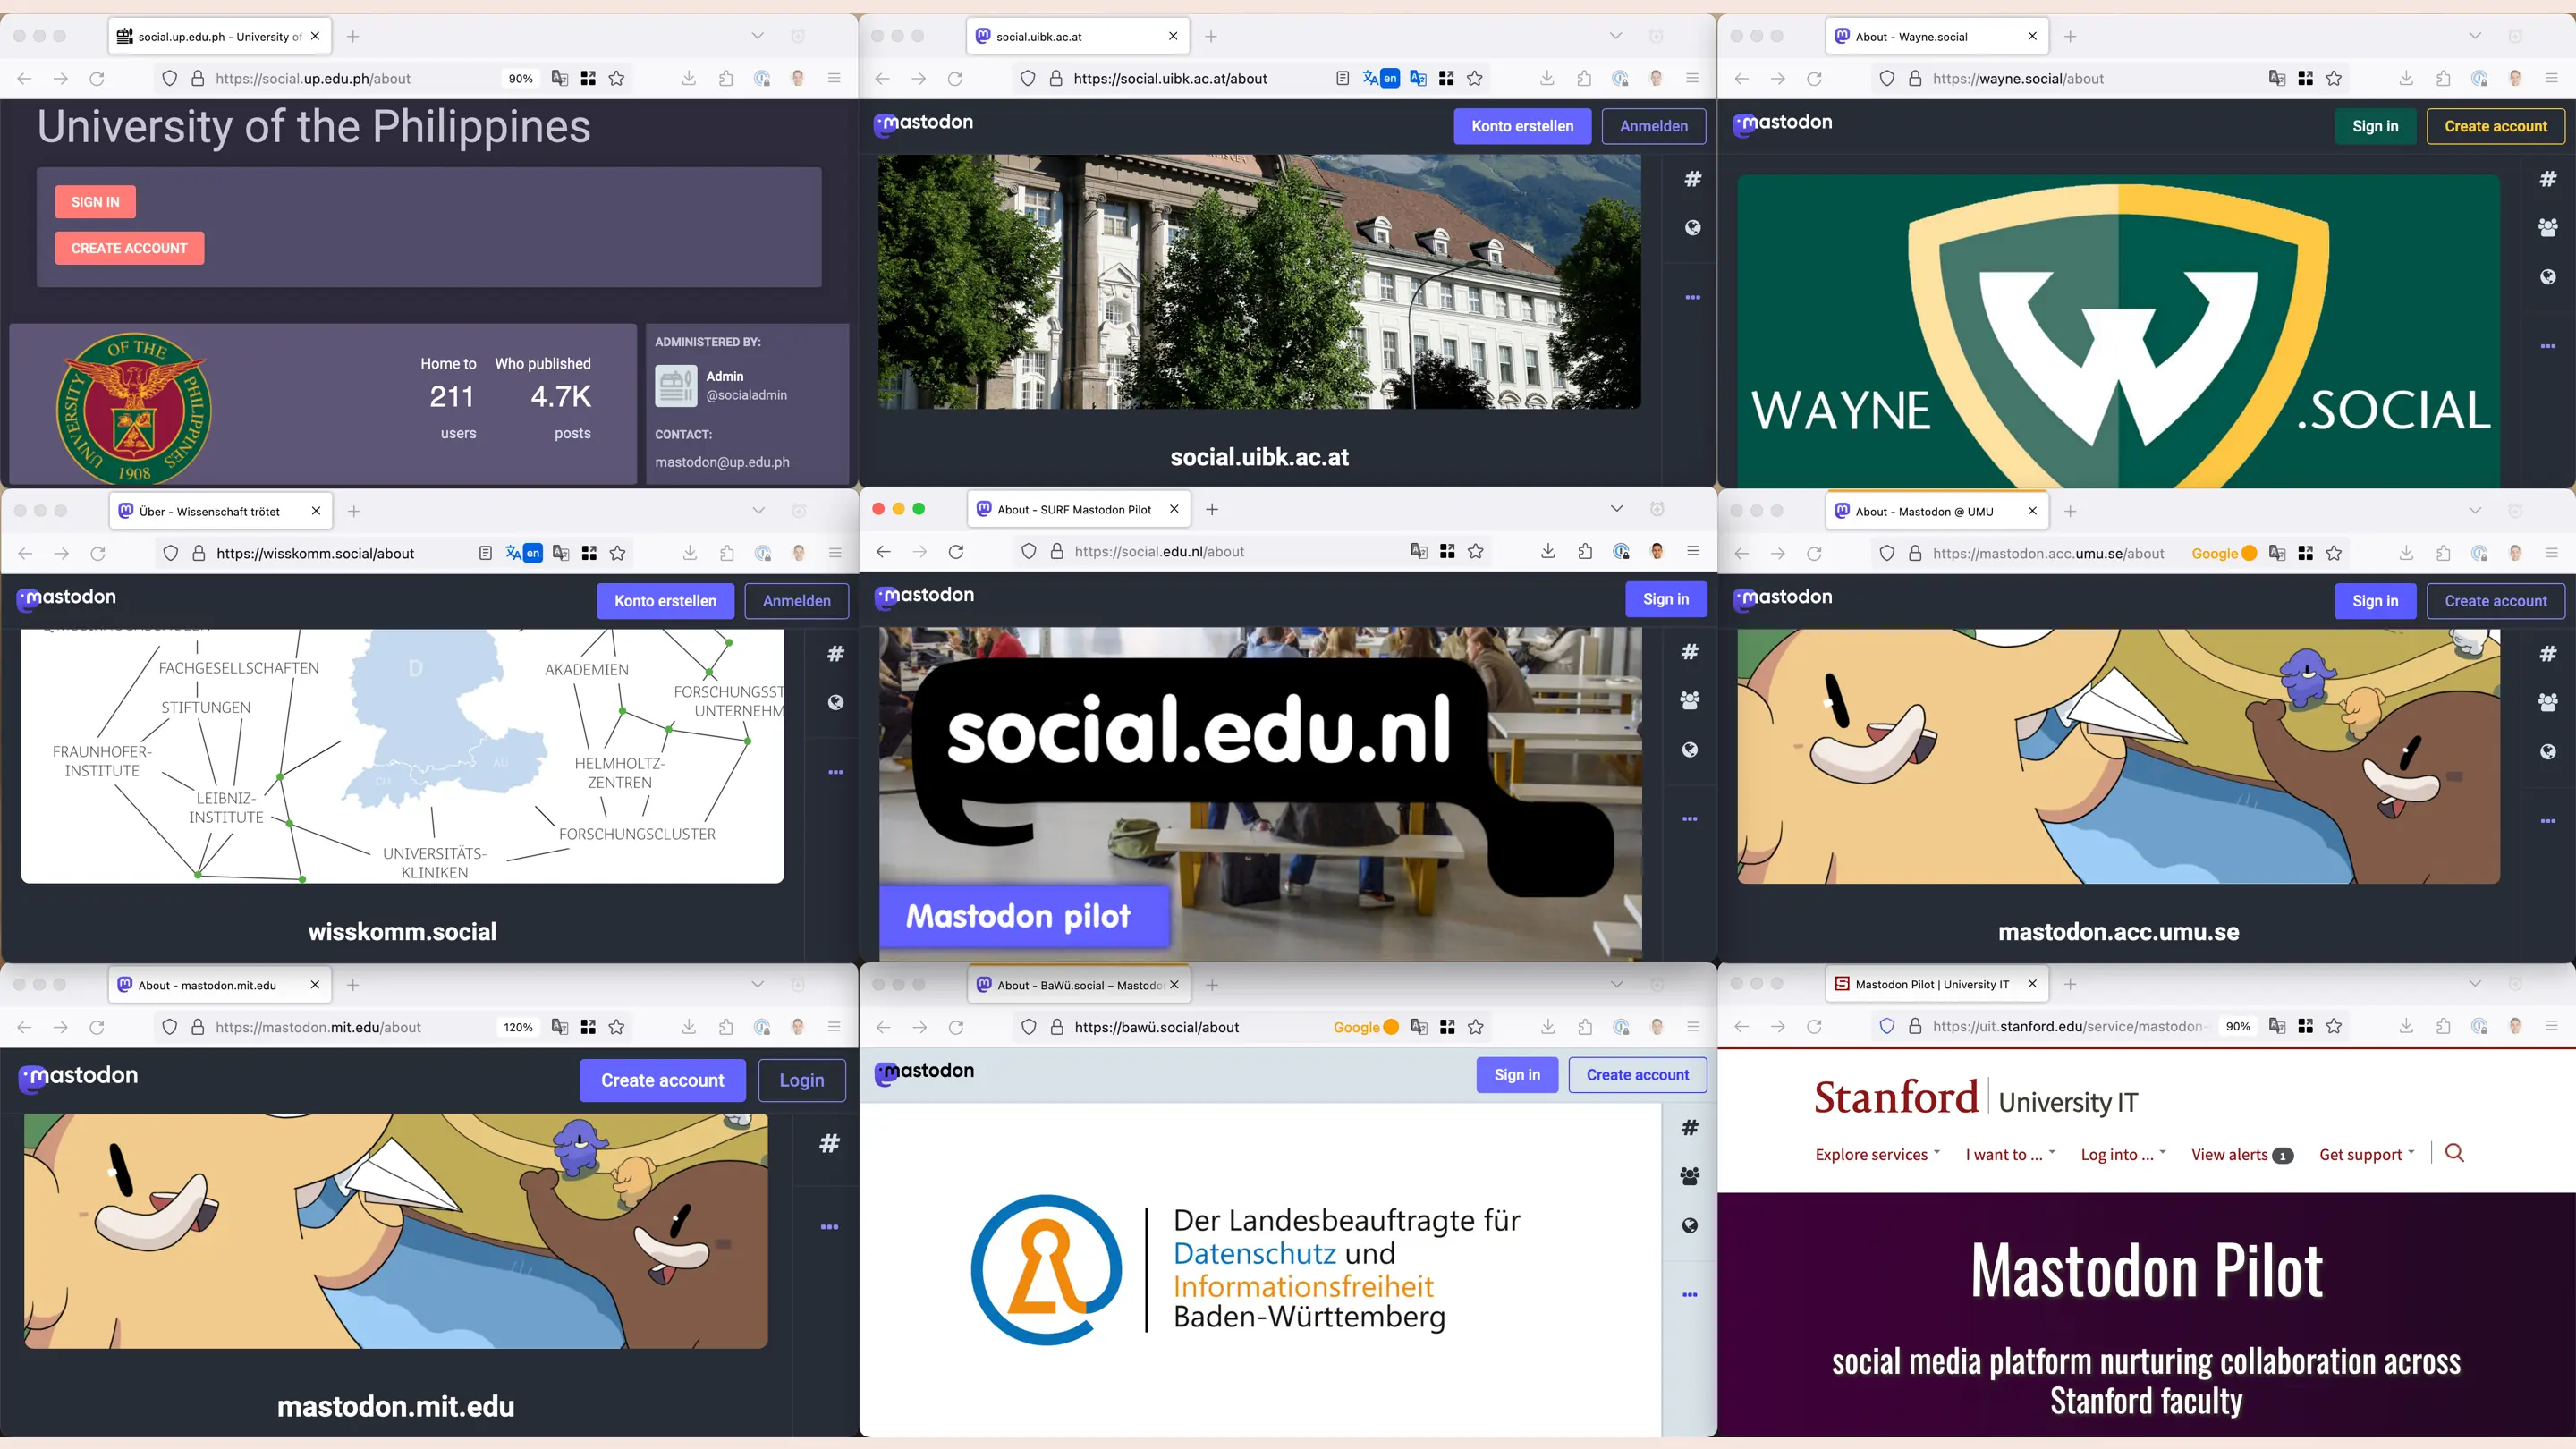 social.up.edu.ph - University of
https://social.up.edu.ph/about
90%
University of the Philippines
SIGN IN
CREATE ACCOUNT
UNIVERSITY OF THE PHILIPPINES
1908
Home to
211
users
Who published
4.7K
posts
ADMINISTERED BY:
Admin
@socialadmin
CONTACT:
mastodon@up.edu.ph
social.uibk.ac.at
https://social.uibk.ac.at/about
en
mastodon
Konto erstellen
Anmelden
social.uibk.ac.at
About - Wayne.social
https://wayne.social/about
mastodon
Sign in
Create account
WAYNE
.SOCIAL
Über - Wissenschaft trötet
https://wisskomm.social/about
en
mastodon
Konto erstellen
Anmelden
FACHGESELLSCHAFTEN
STIFTUNGEN
FRAUNHOFER-
INSTITUTE
LEIBNIZ-
INSTITUTE
D
CH
AU
UNIVERSITÄTS-
KLINIKEN
AKADEMIEN
FORSCHUNGSST
UNTERNEHM
HELMHOLTZ-
ZENTREN
FORSCHUNGSCLUSTER
wisskomm.social
About - SURF Mastodon Pilot
https://social.edu.nl/about
mastodon
Sign in
social.edu.nl
Mastodon pilot
About - Mastodon @ UMU
https://mastodon.acc.umu.se/about
Google
mastodon
Sign in
Create account
mastodon.acc.umu.se
About - mastodon.mit.edu
https://mastodon.mit.edu/about
120%
mastodon
Create account
Login
mastodon.mit.edu
About - BaWü.social – Mastodo
https://bawü.social/about
Google
mastodon
Sign in
Create account
Der Landesbeauftragte für
Datenschutz und
Informationsfreiheit
Baden-Württemberg
Mastodon Pilot | University IT
https://uit.stanford.edu/service/mastodon-
90%
Stanford University IT
Explore services
I want to ...
Log into ...
View alerts 1
Get support
Mastodon Pilot
social media platform nurturing collaboration across
Stanford faculty